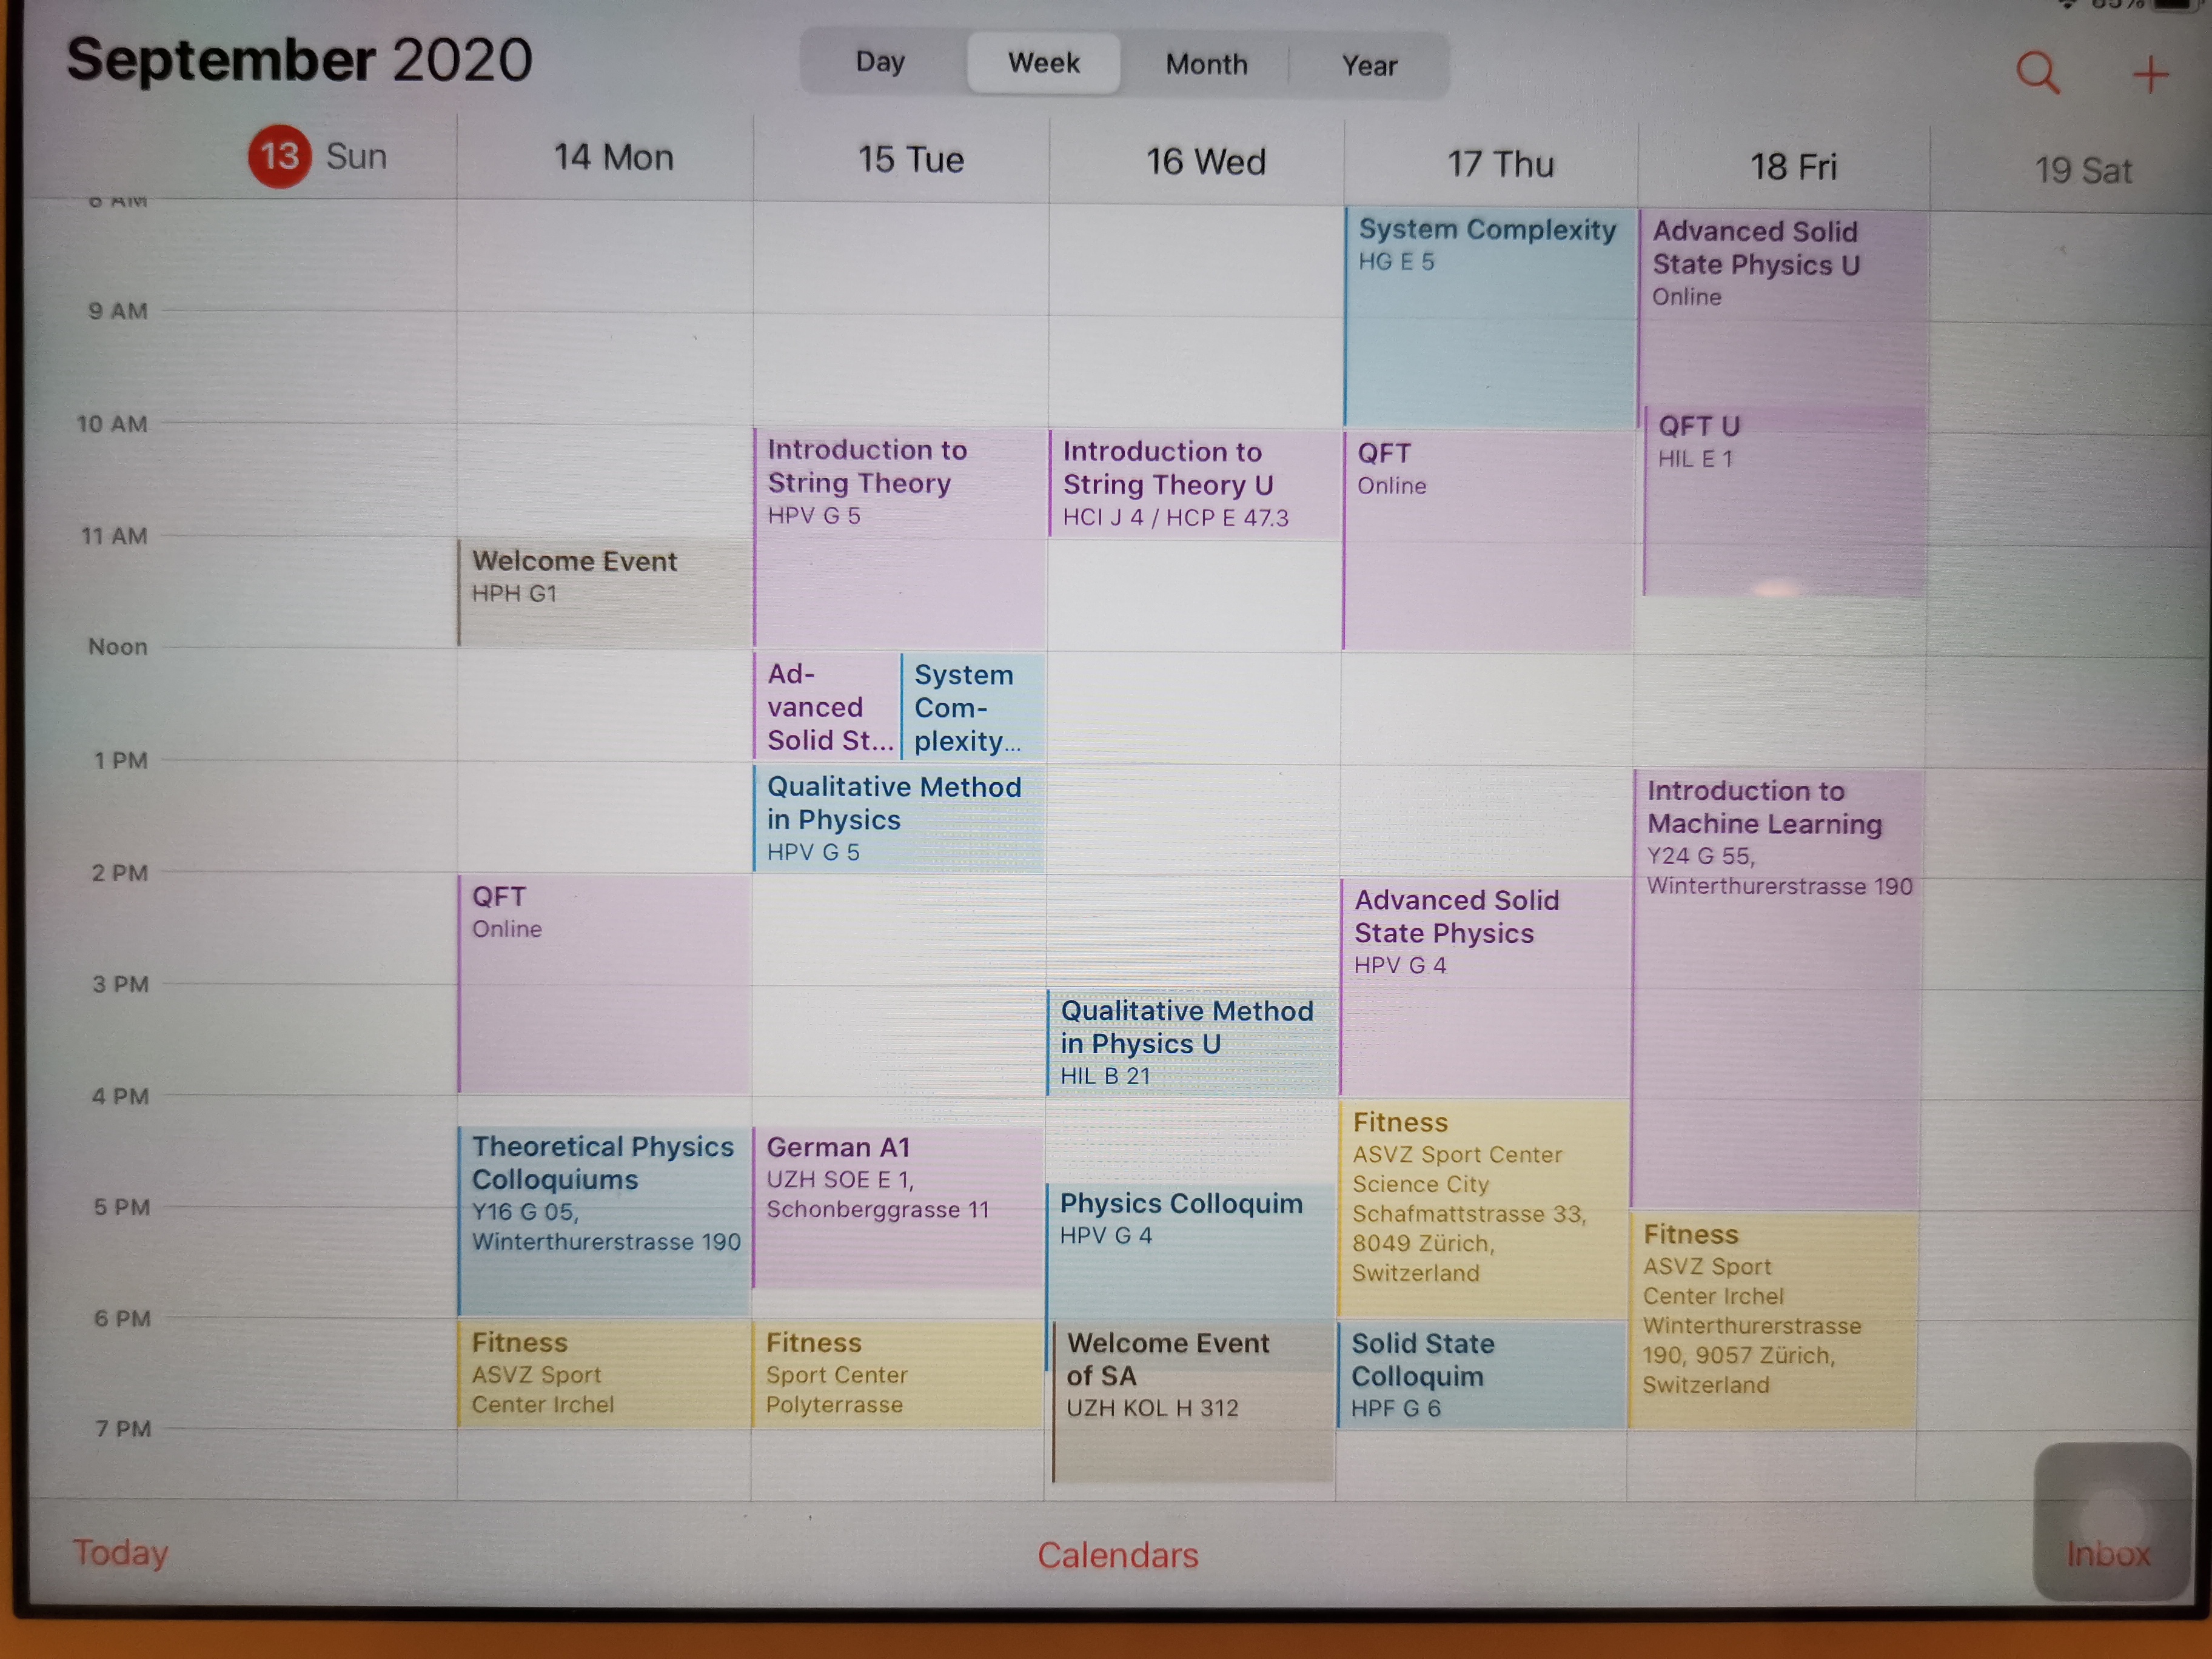 85%
September 2020
Day
Week
Month
Year
13 Sun
14 Mon
15 Tue
16 Wed
17 Thu
18 Fri
19 Sat
8 AM
9 AM
10 AM
11 AM
Noon
1 PM
2 PM
3 PM
4 PM
5 PM
6 PM
7 PM
Welcome Event
HPH G1
QFT
Online
Theoretical Physics
Colloquiums
Y16 G 05,
Winterthurerstrasse 190
Fitness
ASVZ Sport
Center Irchel
Introduction to
String Theory
HPV G 5
Ad-
vanced
Solid St...
System
Com-
plexity...
Qualitative Method
in Physics
HPV G 5
German A1
UZH SOE E 1,
Schonberggrasse 11
Fitness
Sport Center
Polyterrasse
Introduction to
String Theory U
HCI J 4 / HCP E 47.3
Qualitative Method
in Physics U
HIL B 21
Physics Colloquim
HPV G 4
Welcome Event
of SA
UZH KOL H 312
System Complexity
HG E 5
QFT
Online
Advanced Solid
State Physics
HPV G 4
Fitness
ASVZ Sport Center
Science City
Schafmattstrasse 33,
8049 Zürich,
Switzerland
Solid State
Colloquim
HPF G 6
Advanced Solid
State Physics U
Online
QFT U
HIL E 1
Introduction to
Machine Learning
Y24 G 55,
Winterthurerstrasse 190
Fitness
ASVZ Sport
Center Irchel
Winterthurerstrasse
190, 9057 Zürich,
Switzerland
Today
Calendars
Inbox